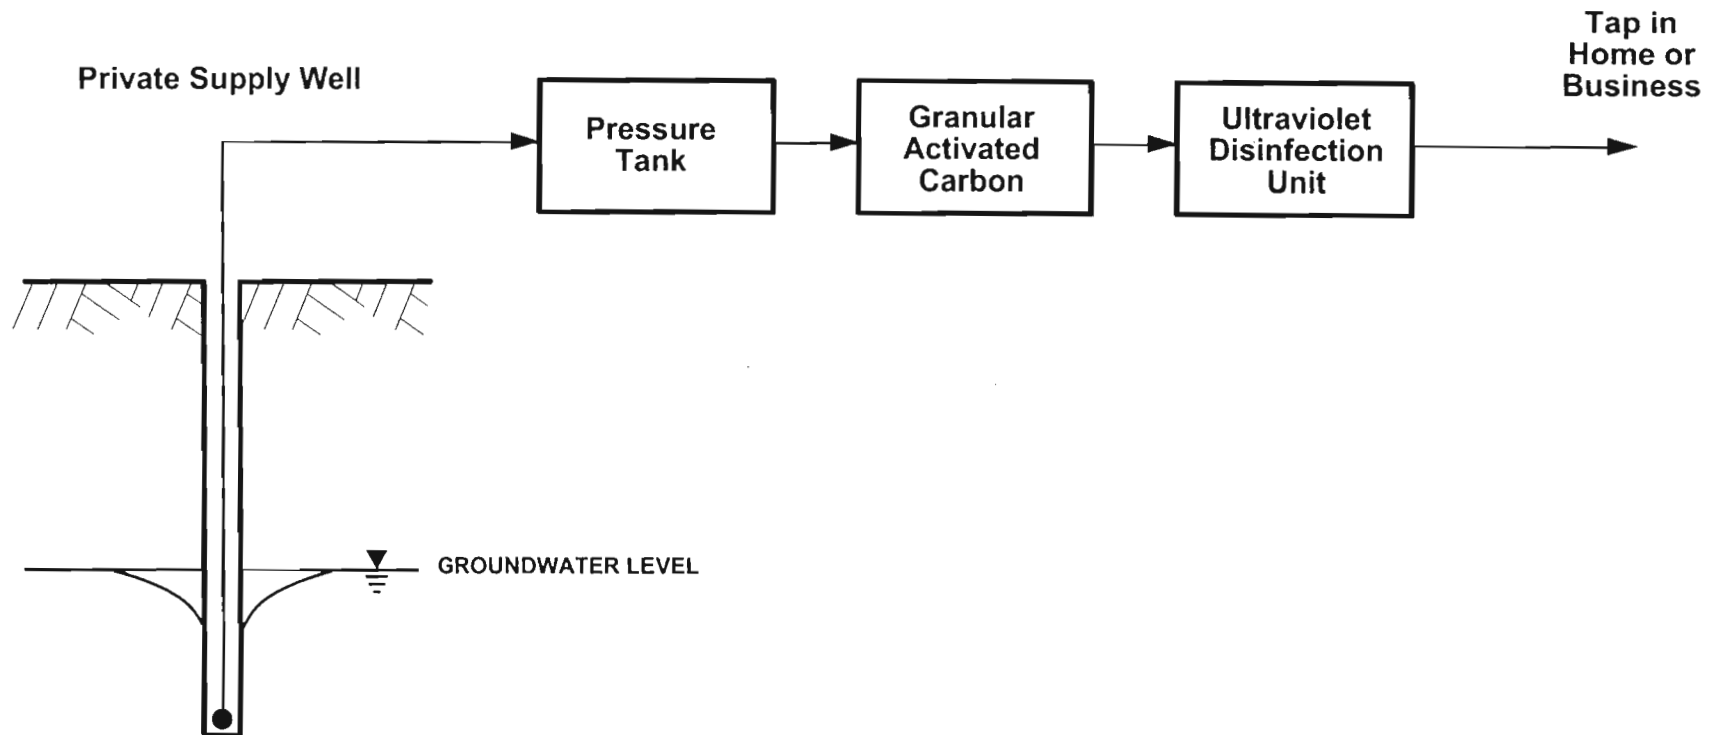 Private Supply Well
Pressure
Tank
Granular
Activated
Carbon
Ultraviolet
Disinfection
Unit
Tap in
Home or
Business
GROUNDWATER LEVEL